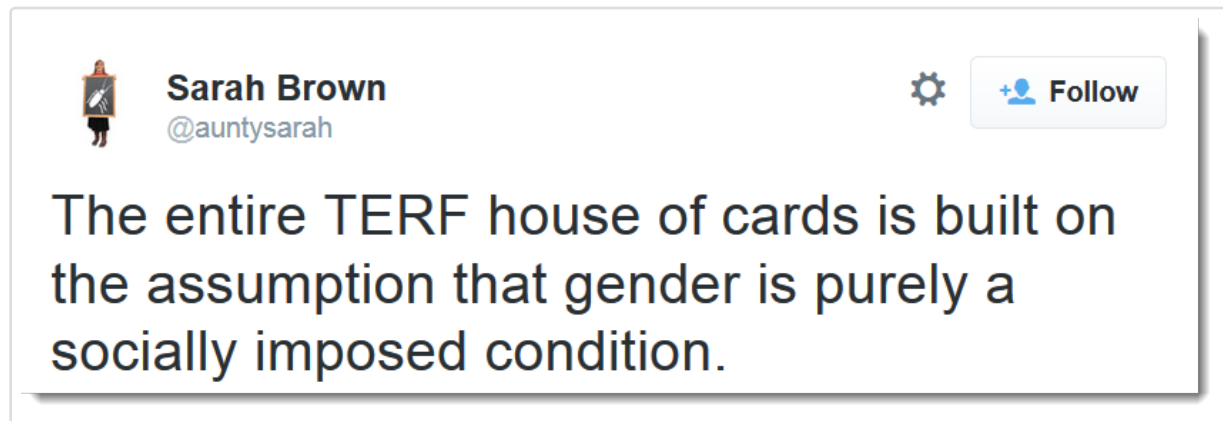 Sarah Brown
@auntysarah
Follow
The entire TERF house of cards is built on
the assumption that gender is purely a
socially imposed condition.